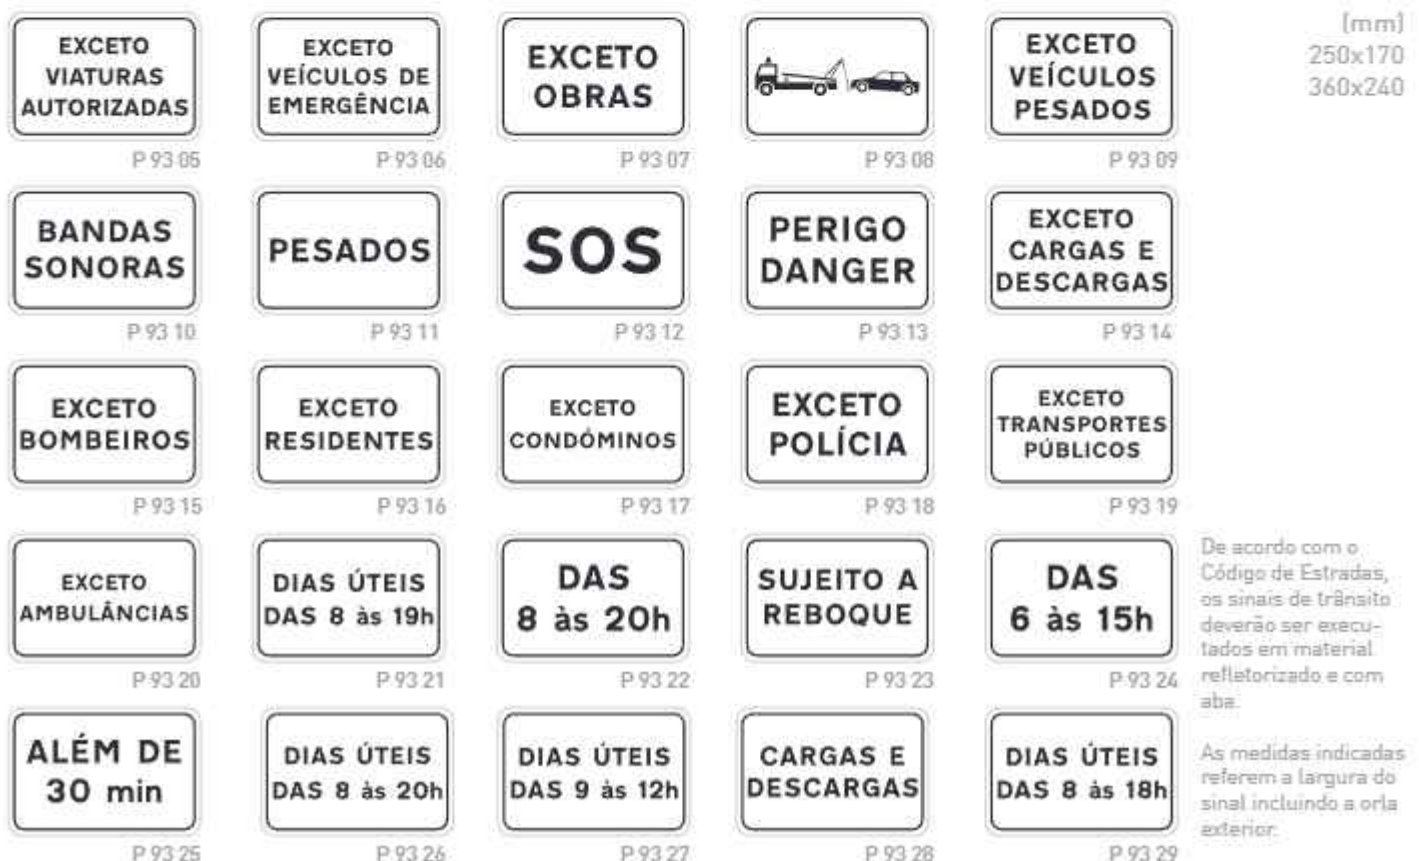 EXCETO
VIATURAS
AUTORIZADAS
P 93 05
EXCETO
VEÍCULOS DE
EMERGÊNCIA
P 93 06
EXCETO
OBRAS
P 93 07
P 93 08
EXCETO
VEÍCULOS
PESADOS
P 93 09
(mm)
250x170
360x240
BANDAS
SONORAS
P 93 10
PESADOS
P 93 11
SOS
P 93 12
PERIGO
DANGER
P 93 13
EXCETO
CARGAS E
DESCARGAS
P 93 14
EXCETO
BOMBEIROS
P 93 15
EXCETO
RESIDENTES
P 93 16
EXCETO
CONDÓMINOS
P 93 17
EXCETO
POLÍCIA
P 93 18
EXCETO
TRANSPORTES
PÚBLICOS
P 93 19
EXCETO
AMBULÂNCIAS
P 93 20
DIAS ÚTEIS
DAS 8 às 19h
P 93 21
DAS
8 às 20h
P 93 22
SUJEITO A
REBOQUE
P 93 23
DAS
6 às 15h
P 93 24
De acordo com o
Código de Estradas,
os sinais de trânsito
deverão ser execu-
tados em material
refletorizado e com
aba.
ALÉM DE
30 min
P 93 25
DIAS ÚTEIS
DAS 8 às 20h
P 93 26
DIAS ÚTEIS
DAS 9 às 12h
P 93 27
CARGAS E
DESCARGAS
P 93 28
DIAS ÚTEIS
DAS 8 às 18h
P 93 29
As medidas indicadas
referem a largura do
sinal incluindo a orla
exterior.